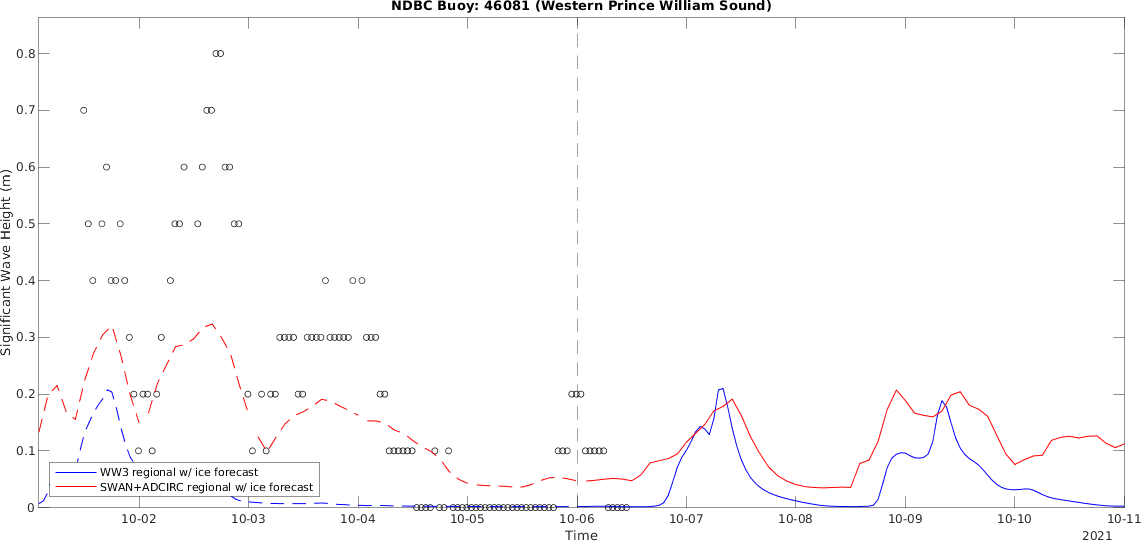 NDBC Buoy: 46081 (Western Prince William Sound)
Significant Wave Height (m)
0.8
0.7
0.6
0.5
0.4
0.3
0.2
0.1
0
WW3 regional w/ ice forecast
SWAN+ADCIRC regional w/ ice forecast
10-02 10-03 10-04 10-05 10-06 10-07 10-08 10-09 10-10 10-11
Time
2021